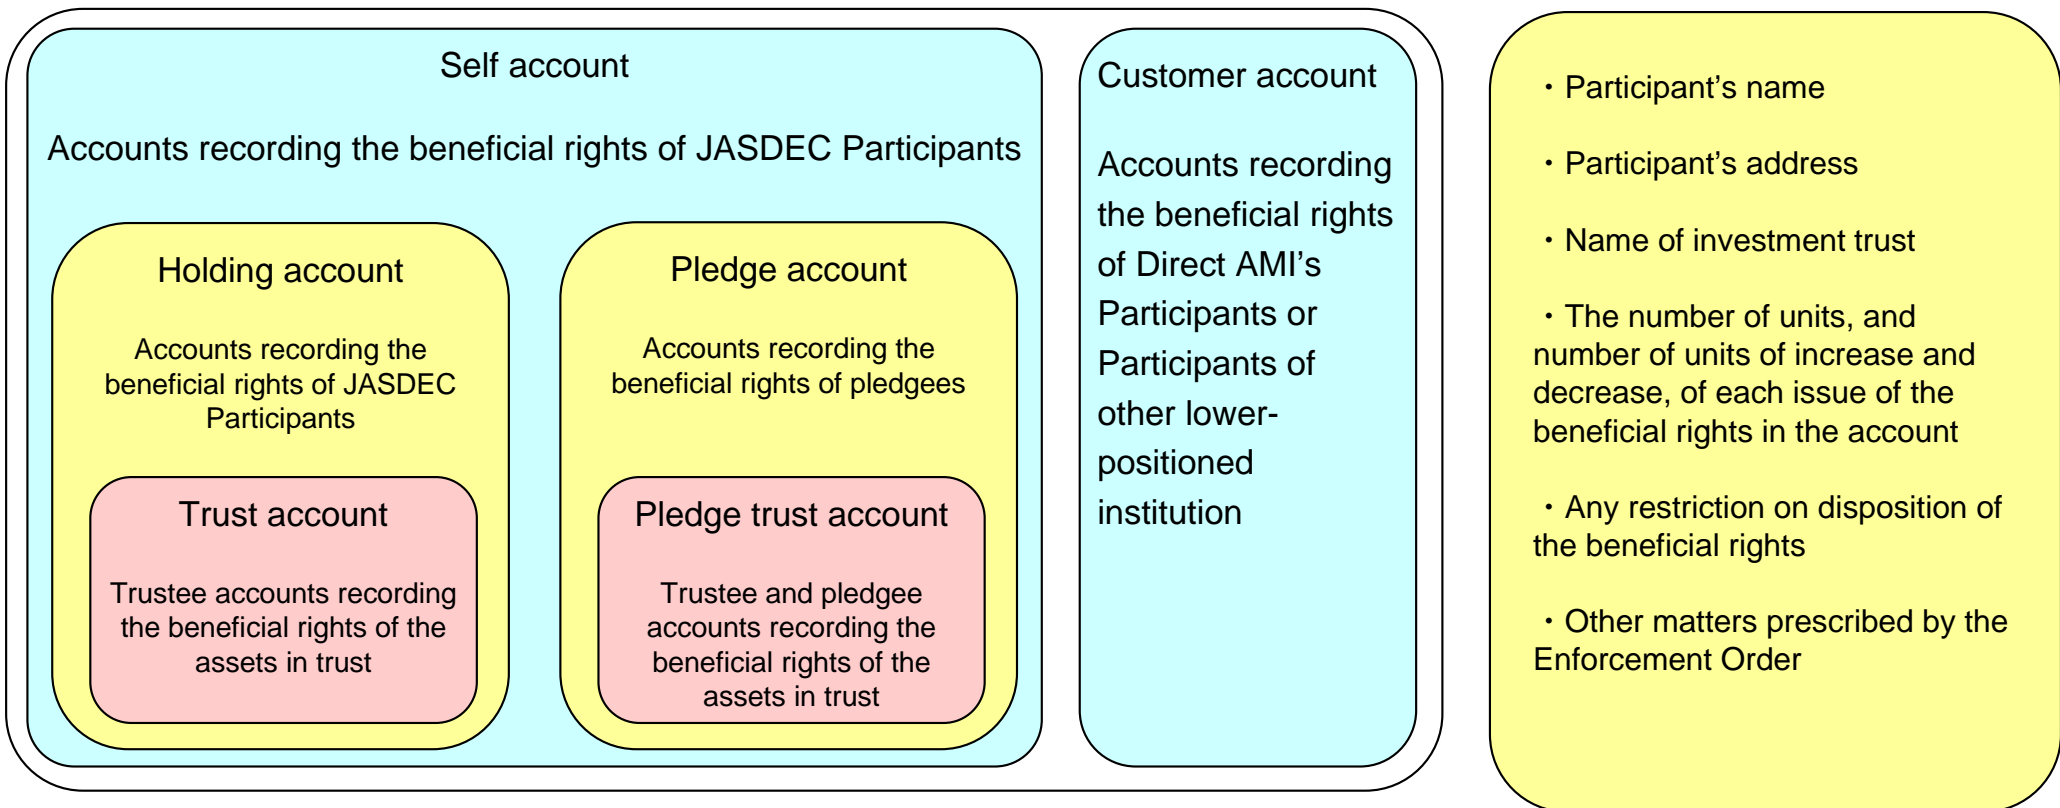 Self account
Accounts recording the beneficial rights of JASDEC Participants
Holding account
Accounts recording the
beneficial rights of JASDEC
Participants
Trust account
Trustee accounts recording
the beneficial rights of the
assets in trust
Pledge account
Accounts recording the
beneficial rights of pledgees
Pledge trust account
Trustee and pledgee
accounts recording the
beneficial rights of the
assets in trust
Customer account
Accounts recording
the beneficial rights
of Direct AMI’s
Participants or
Participants of
other lower-
positioned
institution
・Participant’s name
・Participant’s address
・Name of investment trust
・The number of units, and
number of units of increase and
decrease, of each issue of the
beneficial rights in the account
・Any restriction on disposition of
the beneficial rights
・Other matters prescribed by the
Enforcement Order